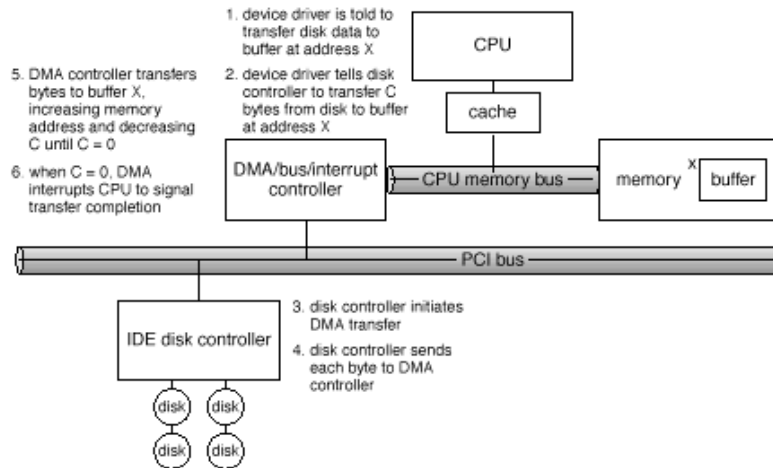 1. device driver is told to
transfer disk data to
buffer at address X
2. device driver tells disk
controller to transfer C
bytes from disk to buffer
at address X
5. DMA controller transfers
bytes to buffer X,
increasing memory
address and decreasing
C until C = 0
6. when C = 0, DMA
interrupts CPU to signal
transfer completion
CPU
cache
DMA/bus/interrupt
controller
CPU memory bus
memory
X
buffer
PCI bus
IDE disk controller
3. disk controller initiates
DMA transfer
4. disk controller sends
each byte to DMA
controller
disk
disk
disk
disk